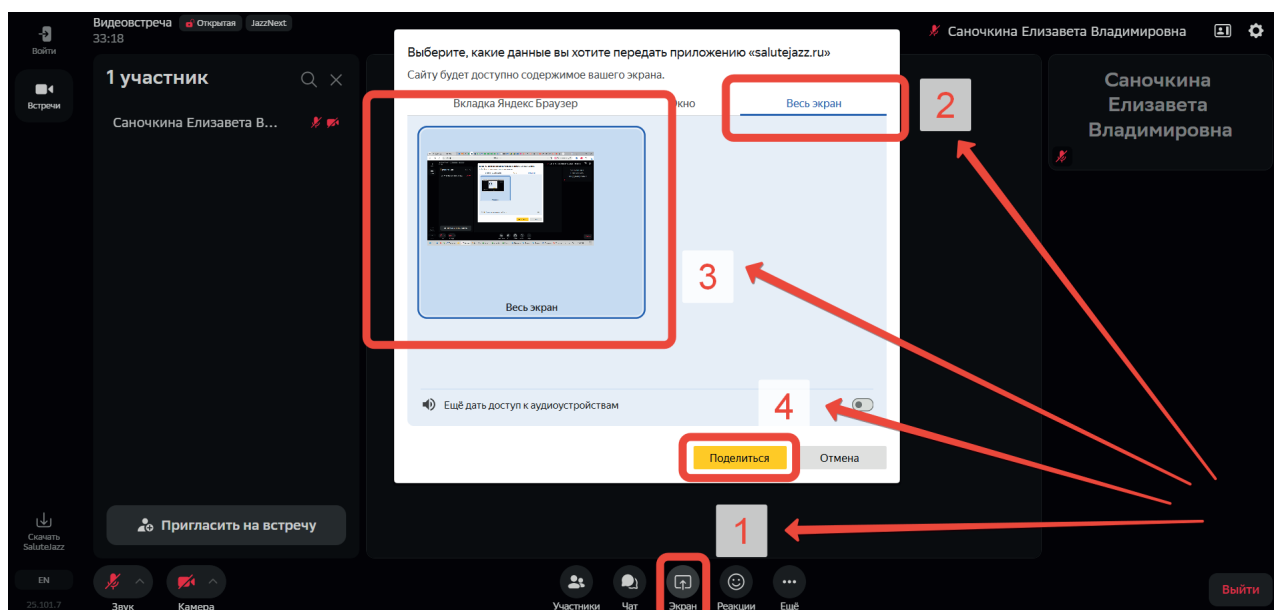 Войти
Видеовстреча Открытая JazzNext
33:18
Саночкина Елизавета Владимировна
Встречи
1 участник
Саночкина Елизавета В...
Выберите, какие данные вы хотите передать приложению «salutejazz.ru»
Сайту будет доступно содержимое вашего экрана.
Вкладка Яндекс Браузер
Весь экран
2
Саночкина
Елизавета
Владимировна
3
Весь экран
Ещё дать доступ к аудиоустройствам
4
Поделиться
Отмена
1
Пригласить на встречу
Скачать
SaluteJazz
EN
25.101.7
Звук
Камера
Участники
Чат
Экран
Реакции
Ещё
Выйти